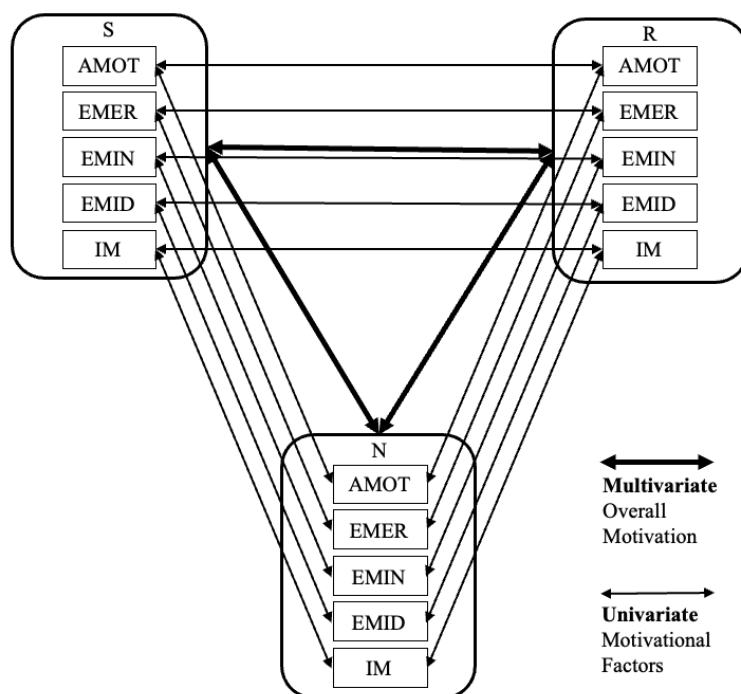 S
AMOT
EMER
EMIN
EMID
IM
R
AMOT
EMER
EMIN
EMID
IM
N
AMOT
EMER
EMIN
EMID
IM
Multivariate
Overall
Motivation
Univariate
Motivational
Factors